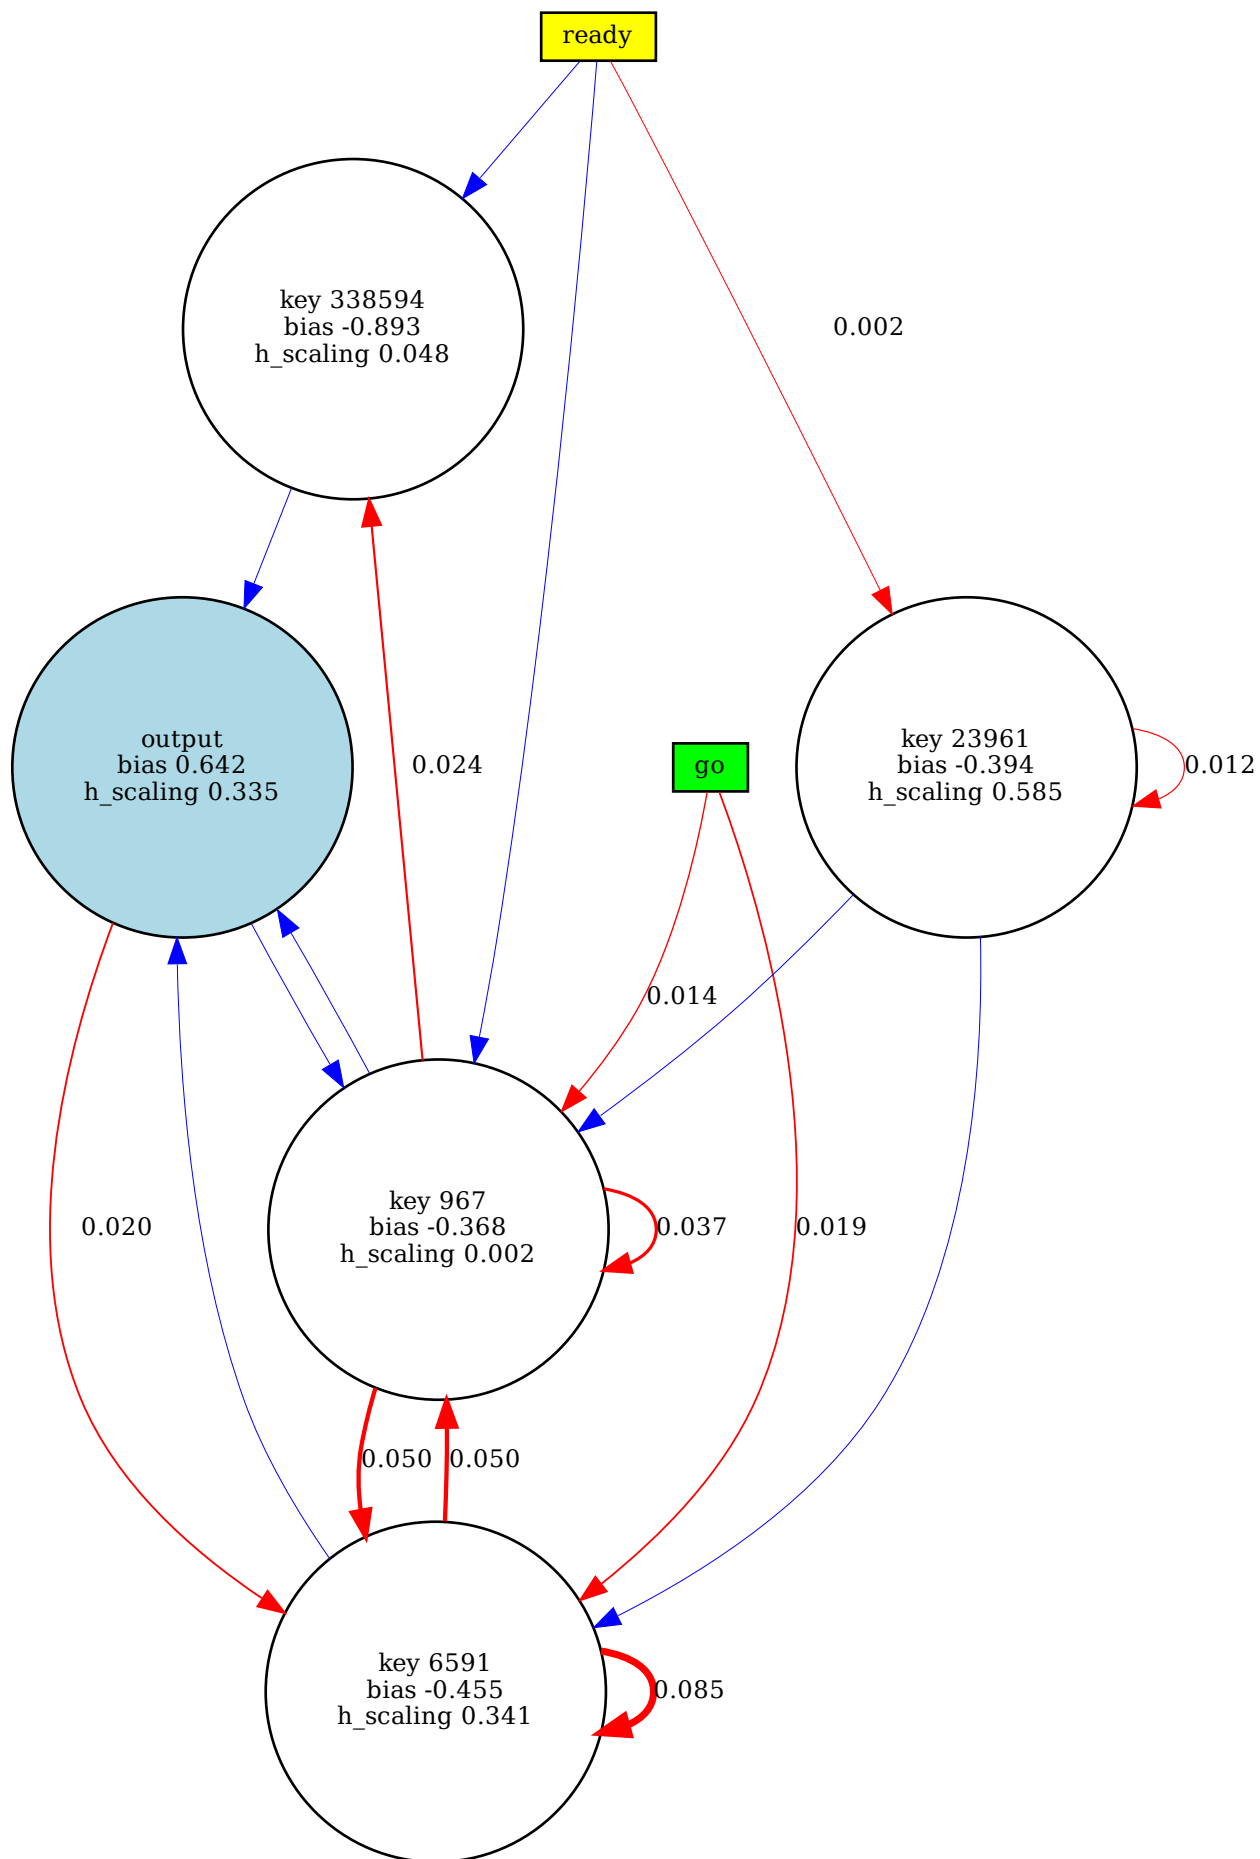 ready
key 338594
bias -0.893
h_scaling 0.048
0.002
output
bias 0.642
h_scaling 0.335
0.024
go
key 23961
bias -0.394
h_scaling 0.585
0.012
0.014
0.020
key 967
bias -0.368
h_scaling 0.002
0.037
0.019
0.050
0.050
key 6591
bias -0.455
h_scaling 0.341
0.085